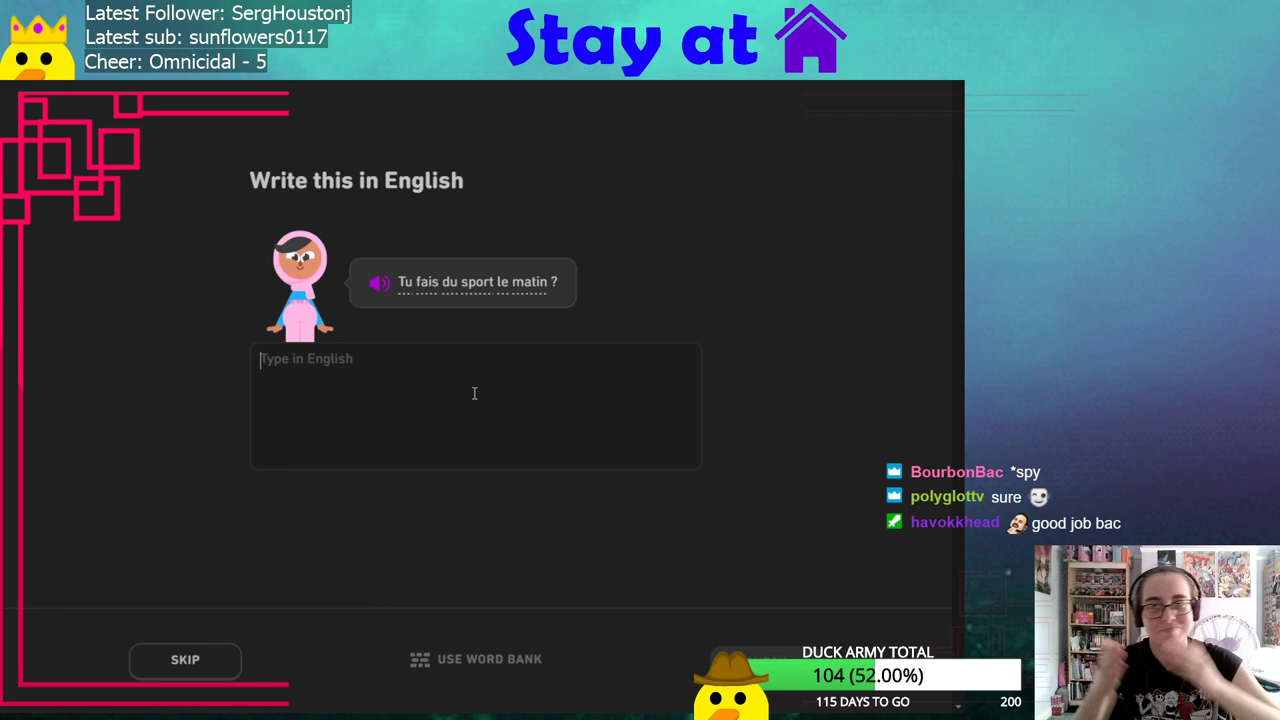 Latest Follower: SergHoustonj
Latest sub: sunflowers0117
Cheer: Omnicidal - 5
Stay at
Write this in English
Tu fais du sport le matin ?
Type in English
BourbonBac *spy
polyglottv sure
havokkhead good job bac
SKIP
USE WORD BANK
DUCK ARMY TOTAL
104 (52.00%)
115 DAYS TO GO
200